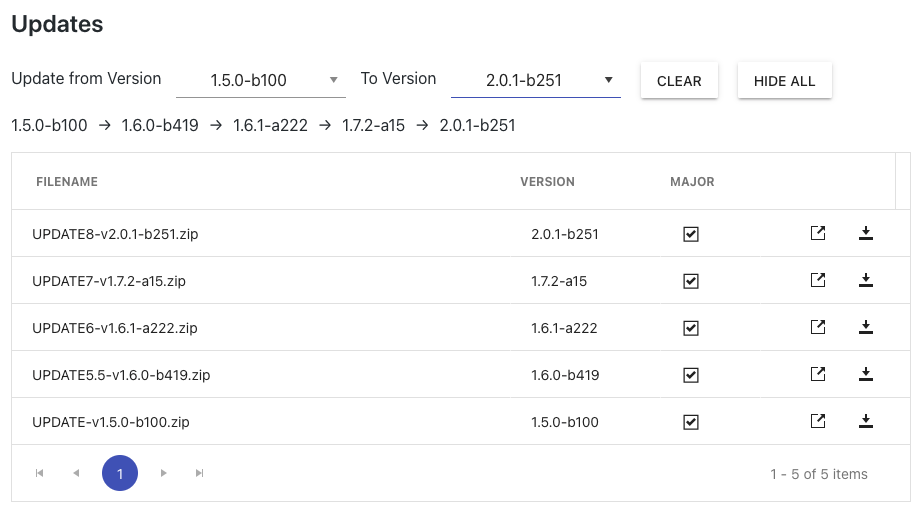 Updates
Update from Version 1.5.0-b100 To Version 2.0.1-b251 CLEAR HIDE ALL
1.5.0-b100 → 1.6.0-b419 → 1.6.1-a222 → 1.7.2-a15 → 2.0.1-b251
FILENAME VERSION MAJOR
UPDATE8-v2.0.1-b251.zip 2.0.1-b251
UPDATE7-v1.7.2-a15.zip 1.7.2-a15
UPDATE6-v1.6.1-a222.zip 1.6.1-a222
UPDATE5.5-v1.6.0-b419.zip 1.6.0-b419
UPDATE-v1.5.0-b100.zip 1.5.0-b100
1 1 - 5 of 5 items